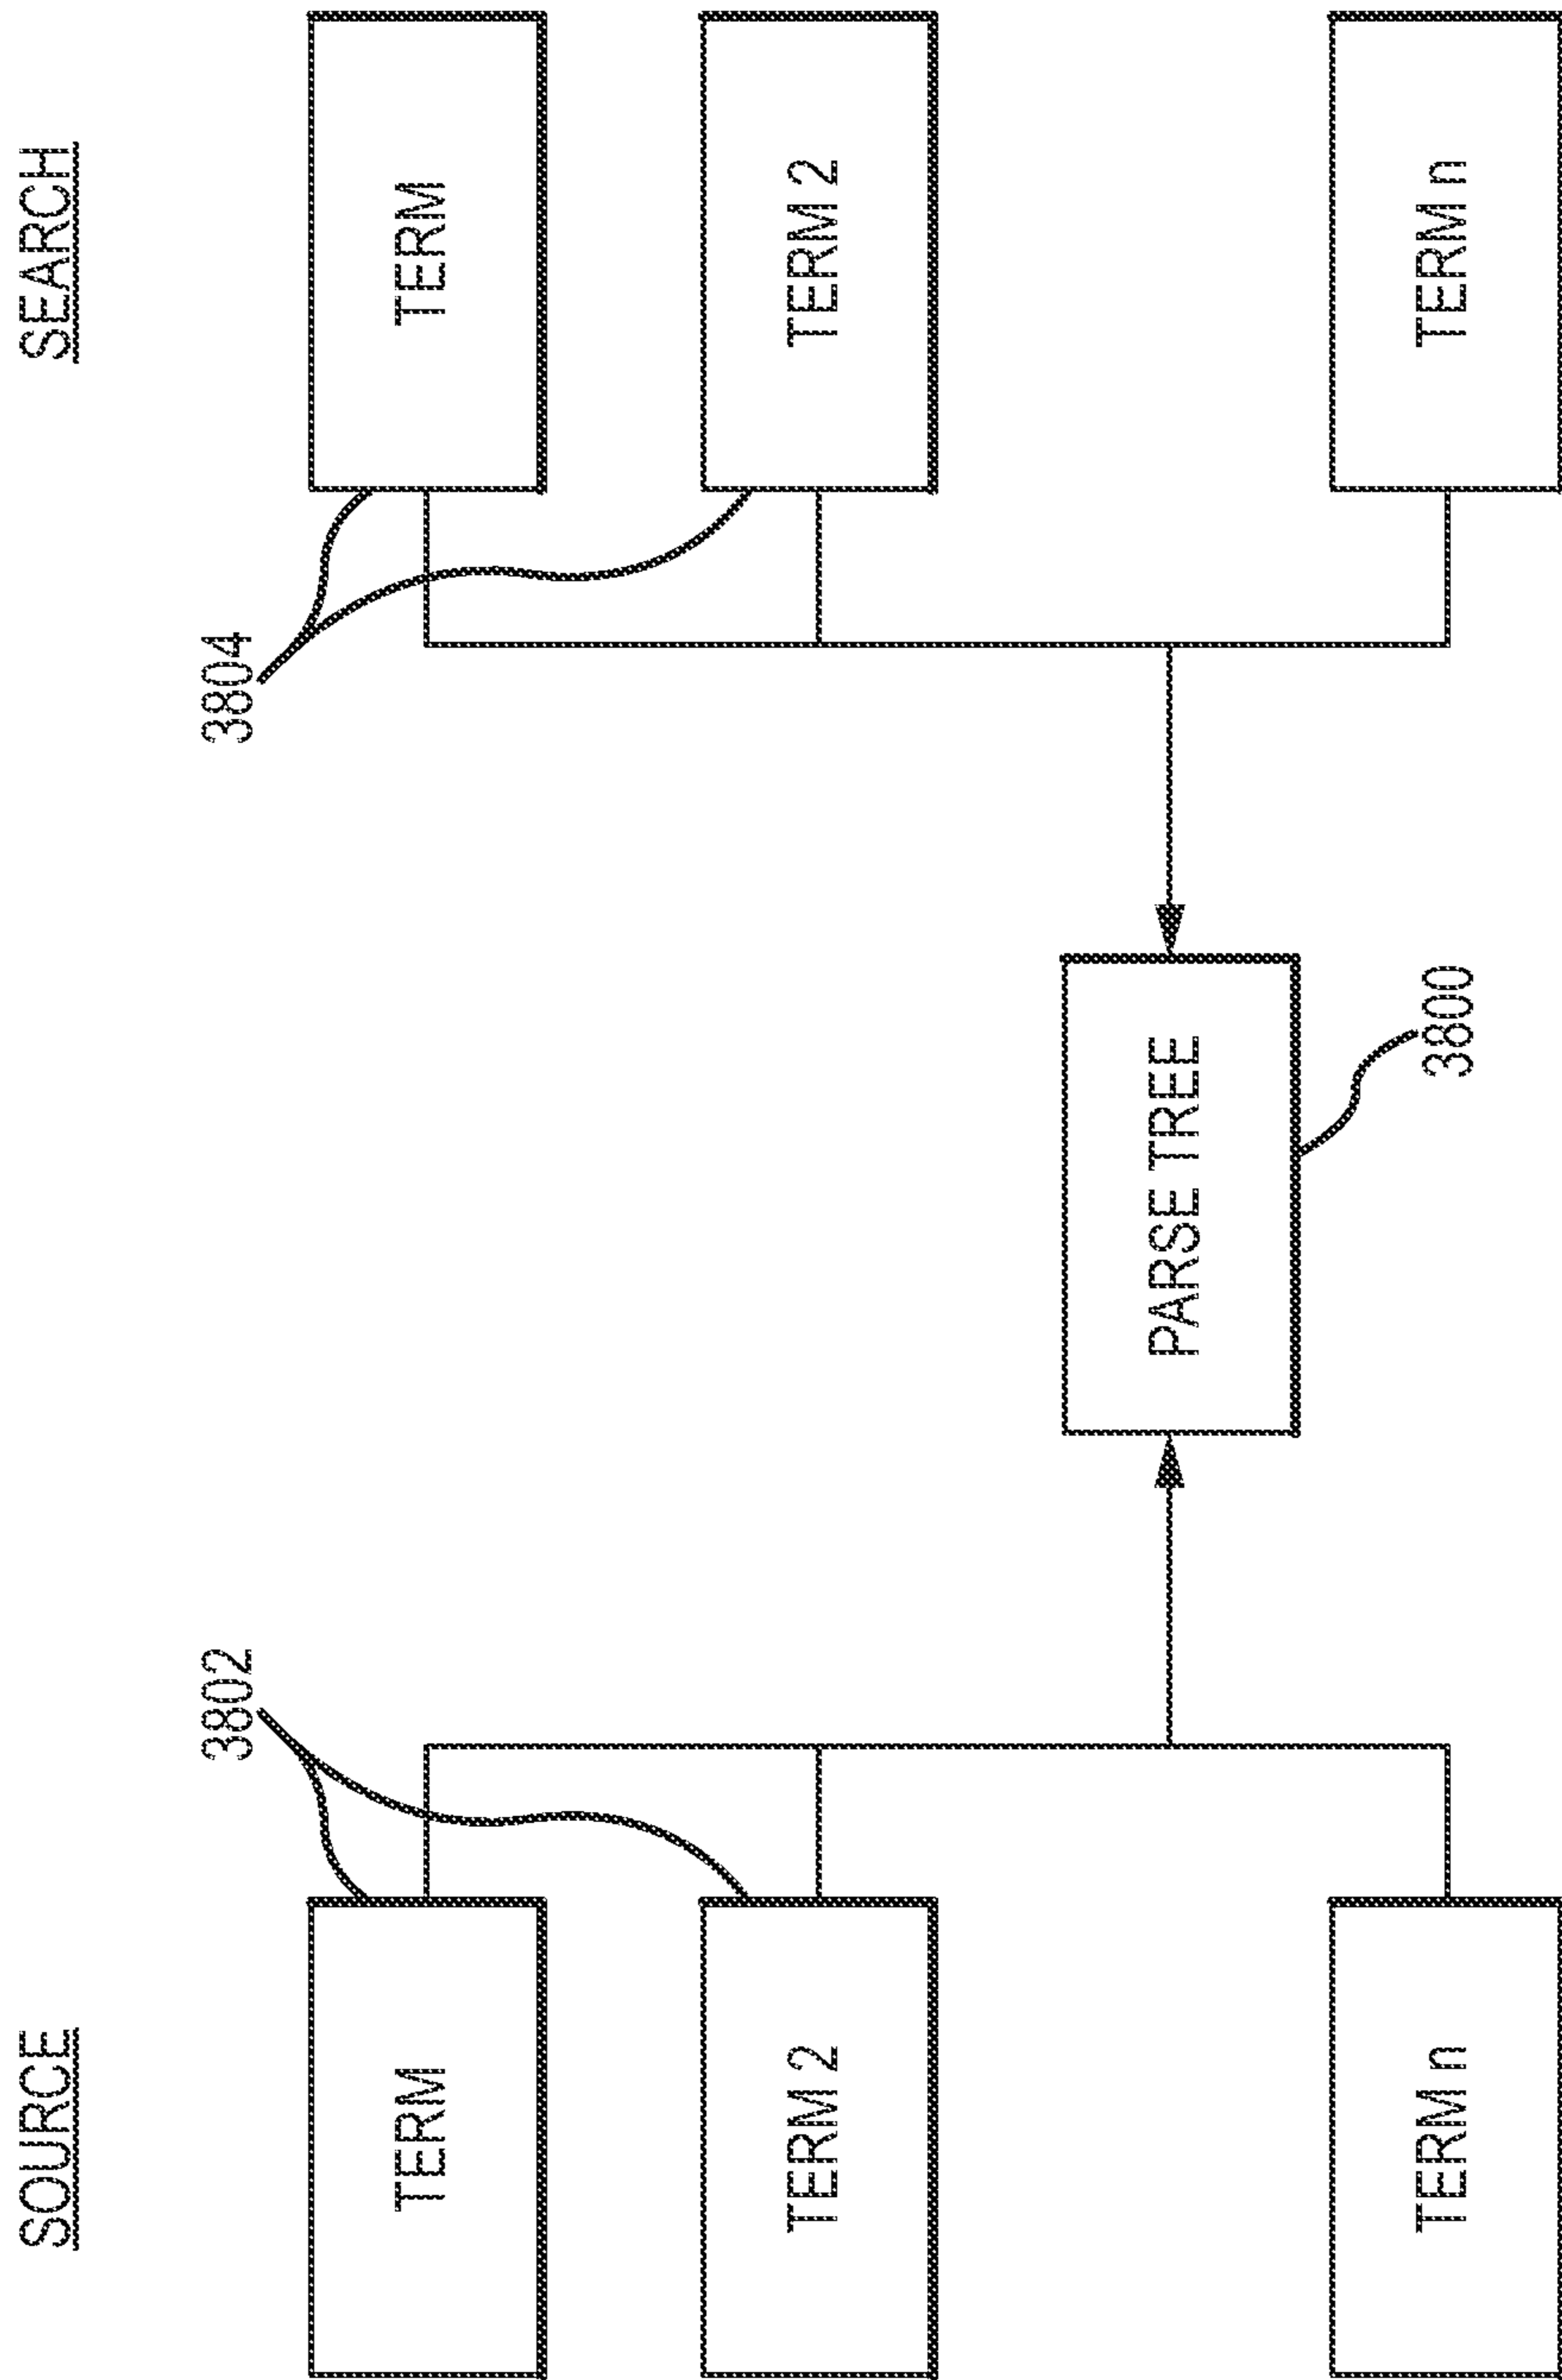 SOURCE
SEARCH
3802
3804
TERM
TERM
TERM 2
TERM 2
PARSE TREE
3800
TERM n
TERM n